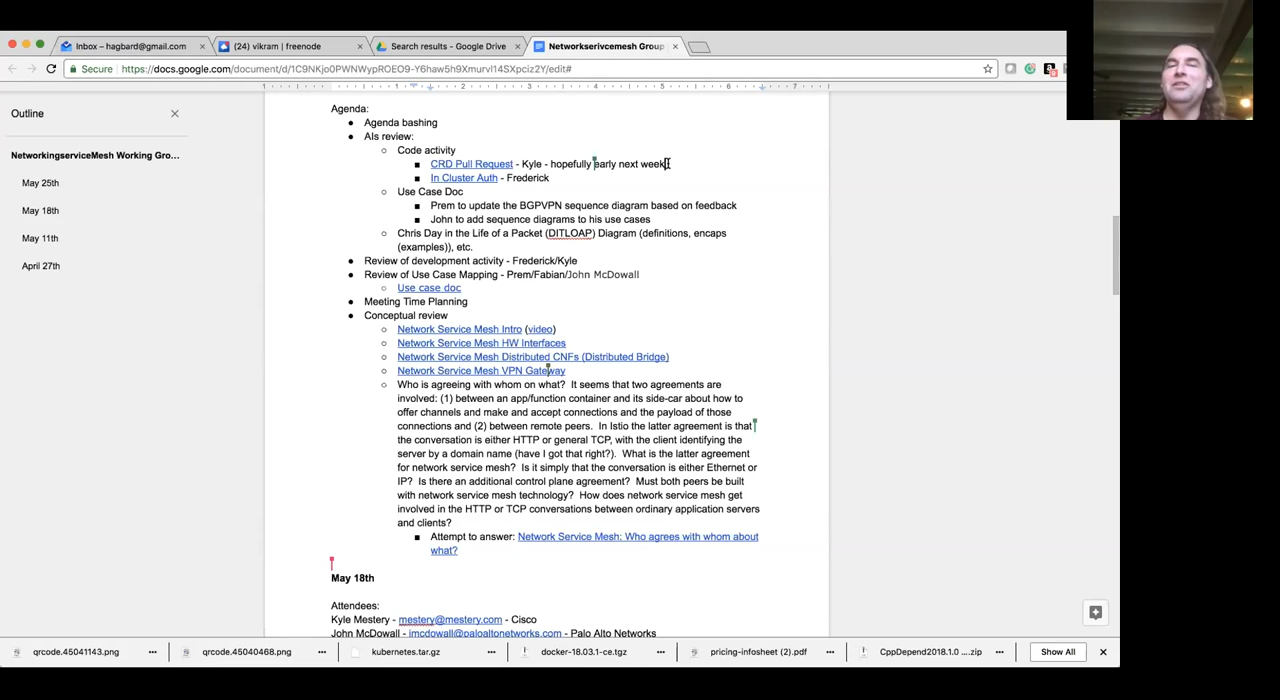 Inbox – hagbard@gmail.com
(24) vikram | freenode
Search results - Google Drive
Networkserivcemesh Group
Secure
https://docs.google.com/document/d/1C9NKjo0PWNWypROEO9-Y6haw5h9Xmurvl14SXpciz2Y/edit#
1 1 2 3 4 5 6 7
Outline
NetworkingserviceMesh Working Gro...
May 25th
May 18th
May 11th
April 27th
Agenda:
Agenda bashing
AIs review:
Code activity
CRD Pull Request - Kyle - hopefully early next week
In Cluster Auth - Frederick
Use Case Doc
Prem to update the BGPVPN sequence diagram based on feedback
John to add sequence diagrams to his use cases
Chris Day in the Life of a Packet (DITLOAP) Diagram (definitions, encaps
(examples)), etc.
Review of development activity - Frederick/Kyle
Review of Use Case Mapping - Prem/Fabian/John McDowall
Use case doc
Meeting Time Planning
Conceptual review
Network Service Mesh Intro (video)
Network Service Mesh HW Interfaces
Network Service Mesh Distributed CNFs (Distributed Bridge)
Network Service Mesh VPN Gateway
Who is agreeing with whom on what?  It seems that two agreements are
involved: (1) between an app/function container and its side-car about how to
offer channels and make and accept connections and the payload of those
connections and (2) between remote peers.  In Istio the latter agreement is that
the conversation is either HTTP or general TCP, with the client identifying the
server by a domain name (have I got that right?).  What is the latter agreement
for network service mesh?  Is it simply that the conversation is either Ethernet or
IP?  Is there an additional control plane agreement?  Must both peers be built
with network service mesh technology?  How does network service mesh get
involved in the HTTP or TCP conversations between ordinary application servers
and clients?
Attempt to answer: Network Service Mesh: Who agrees with whom about
what?
May 18th
Attendees:
Kyle Mestery - mestery@mestery.com - Cisco
John McDowall - jmcdowall@paloaltonetworks.com - Palo Alto Networks
qrcode.45041143.png
qrcode.45040468.png
kubernetes.tar.gz
docker-18.03.1-ce.tgz
pricing-infosheet (2).pdf
CppDepend2018.1.0 ....zip
Show All